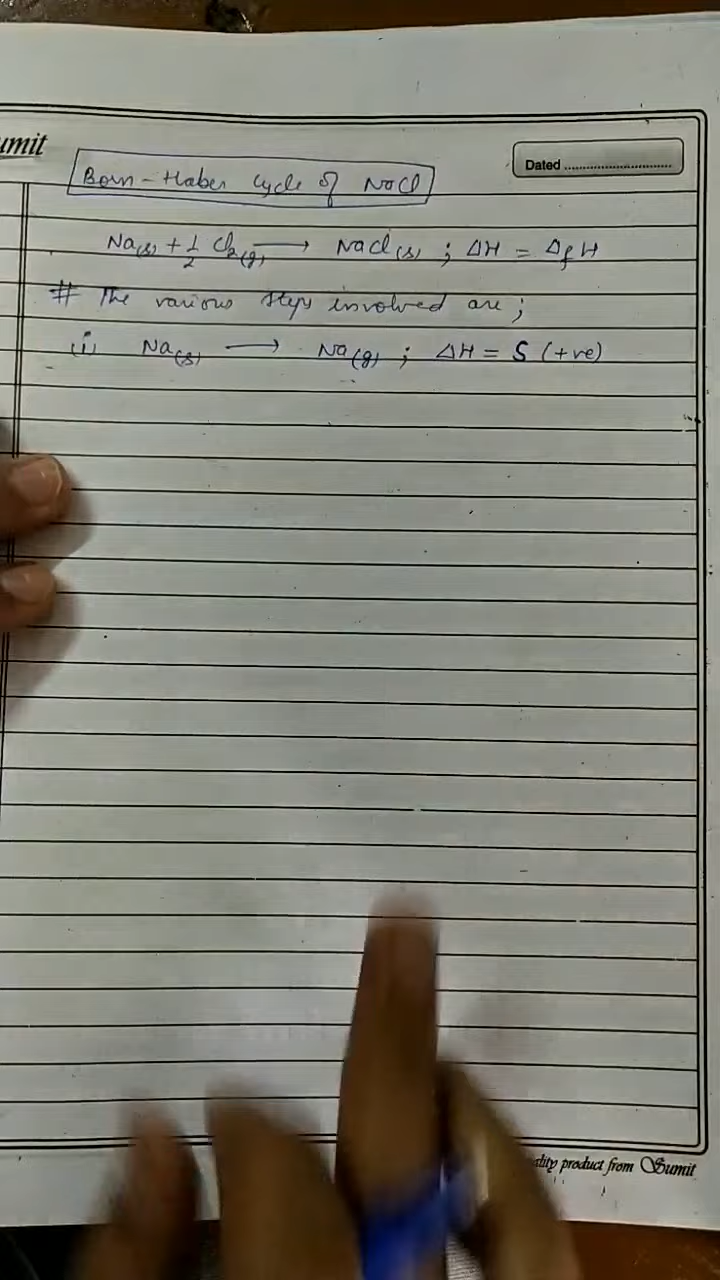 umit
Dated
Born-Haber Cycle of NaCl
Na(s) + 1/2 Cl2(g) ⟶ NaCl(s) ; ΔH = ΔfH
# The various steps involved are;
(i) Na(s) ⟶ Na(g) ; ΔH = S (+ve)
ality product from Sumit